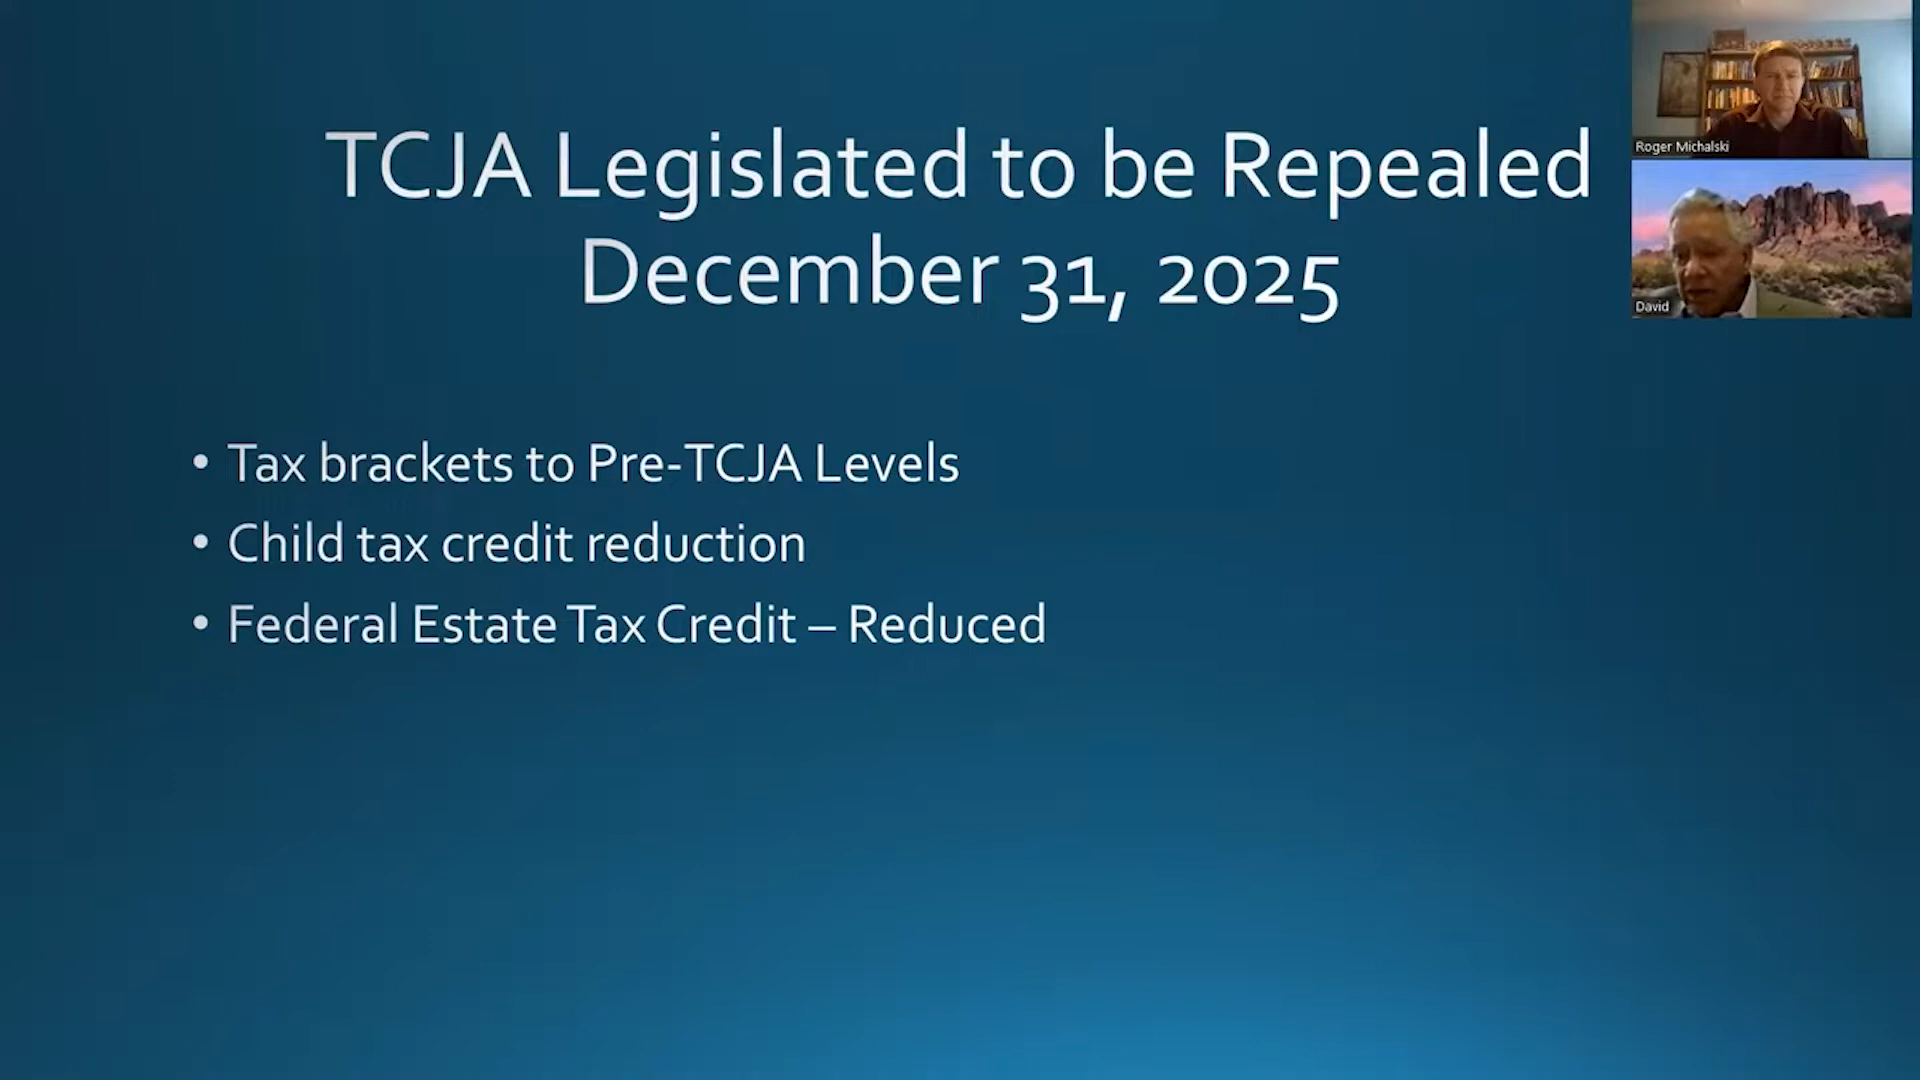 TCJA Legislated to be Repealed
December 31, 2025
• Tax brackets to Pre-TCJA Levels
• Child tax credit reduction
• Federal Estate Tax Credit – Reduced
Roger Michalski
David